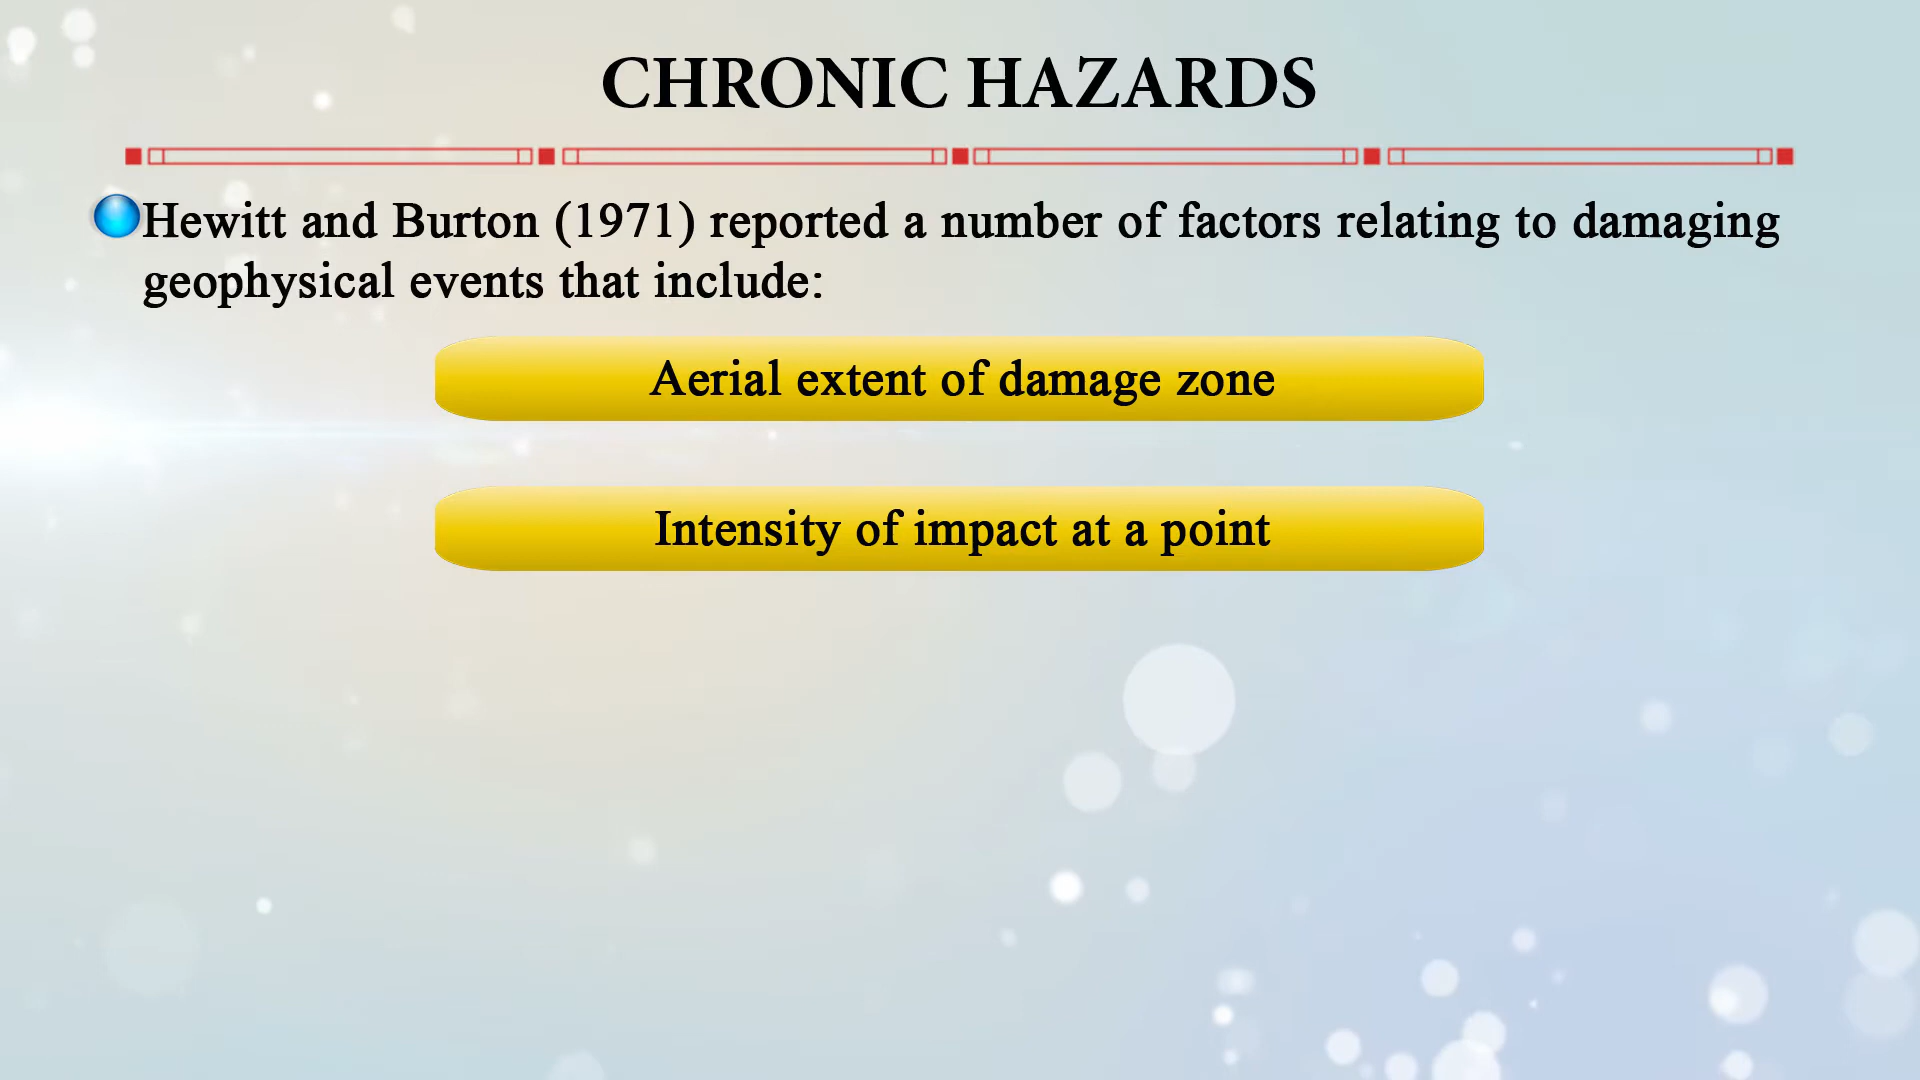 CHRONIC HAZARDS
Hewitt and Burton (1971) reported a number of factors relating to damaging
geophysical events that include:
Aerial extent of damage zone
Intensity of impact at a point